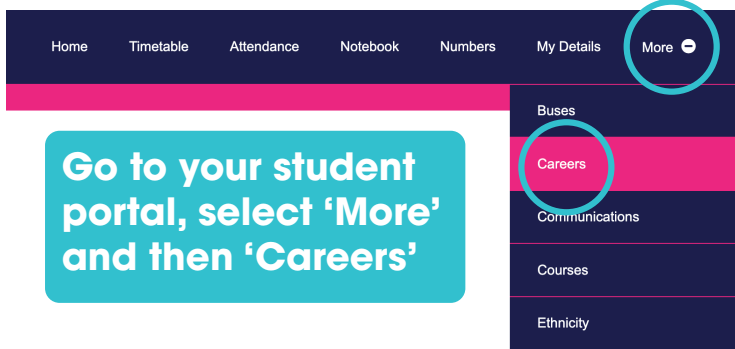 Home Timetable Attendance Notebook Numbers My Details More
Buses
Careers
Communications
Courses
Ethnicity
Go to your student
portal, select ‘More’
and then ‘Careers’